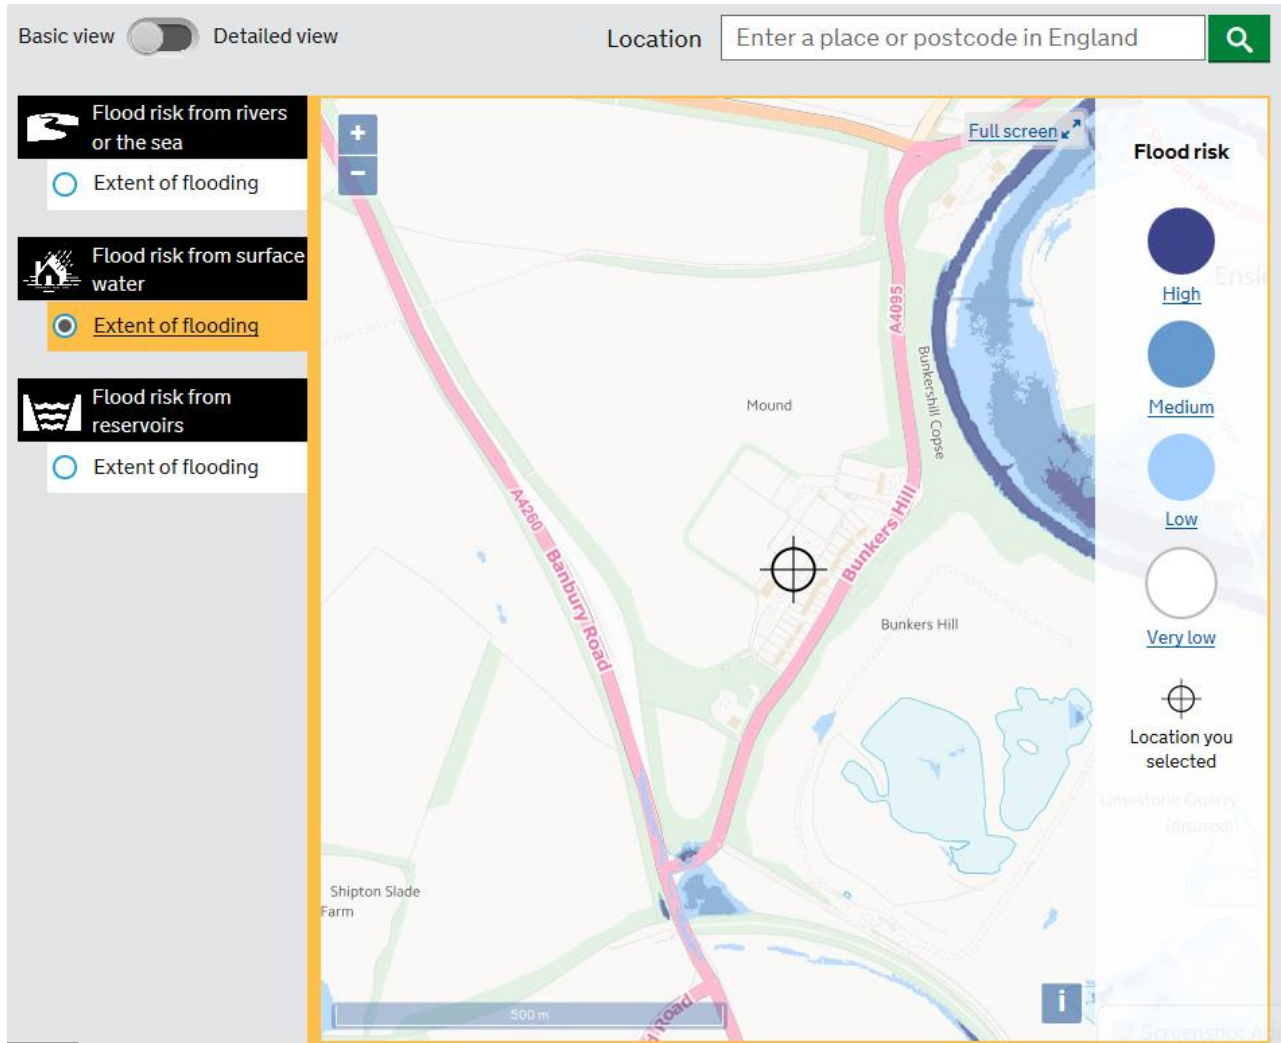 Basic view Detailed view
Location Enter a place or postcode in England
Flood risk from rivers
or the sea
Extent of flooding
Flood risk from surface
water
Extent of flooding
Flood risk from
reservoirs
Extent of flooding
+
−
Full screen
A4095
Bunkershill Copse
Mound
A4260
Banbury Road
Bunkers Hill
Bunkers Hill
Shipton Slade
Farm
500 m
Road
i
Flood risk
High
Medium
Low
Very low
Location you
selected
Limestone Quarry
(disused)